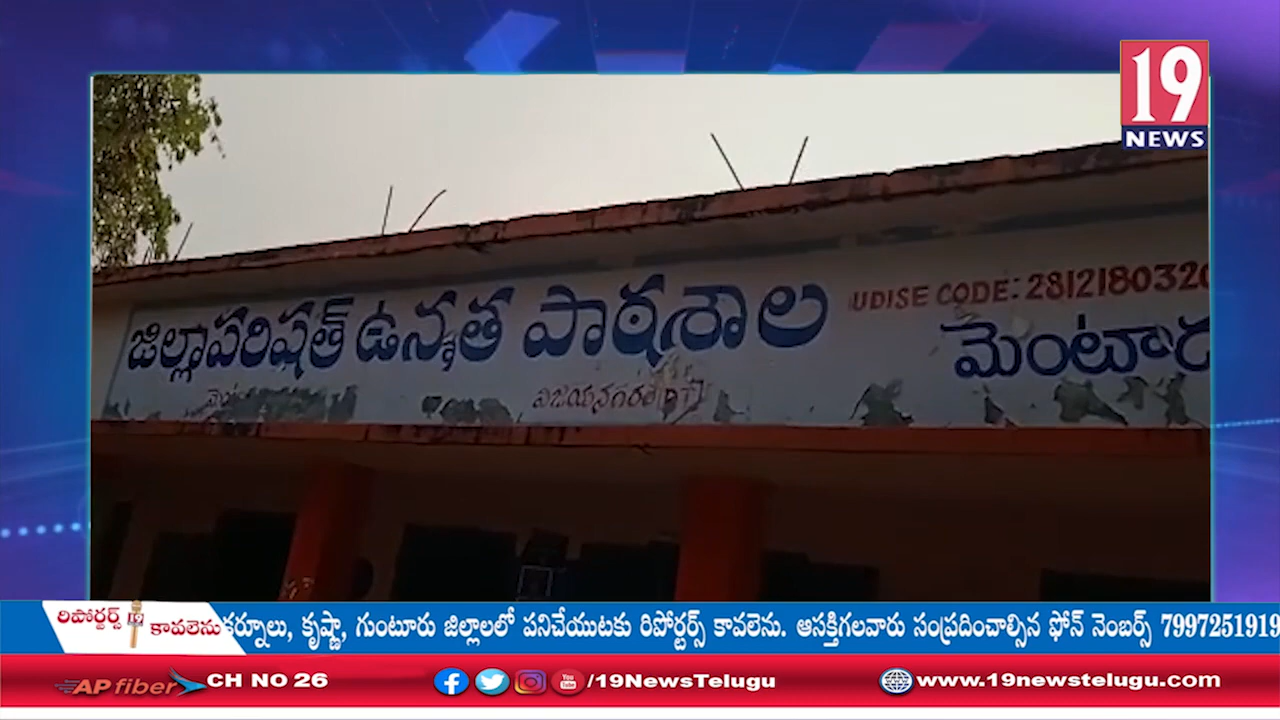 19
NEWS
జిల్లాపరిషత్ ఉన్నత పాఠశాల
UDISE CODE: 2812180320
మెంటాడ
విజయనగరం
రిపోర్టర్స్ 19 కావలెను
కర్నూలు, కృష్ణా, గుంటూరు జిల్లాలలో పనిచేయుటకు రిపోర్టర్స్ కావలెను. ఆసక్తిగలవారు సంప్రదించాల్సిన ఫోన్ నెంబర్స్ 7997251919
AP fiber CH NO 26
/19NewsTelugu
www.19newstelugu.com